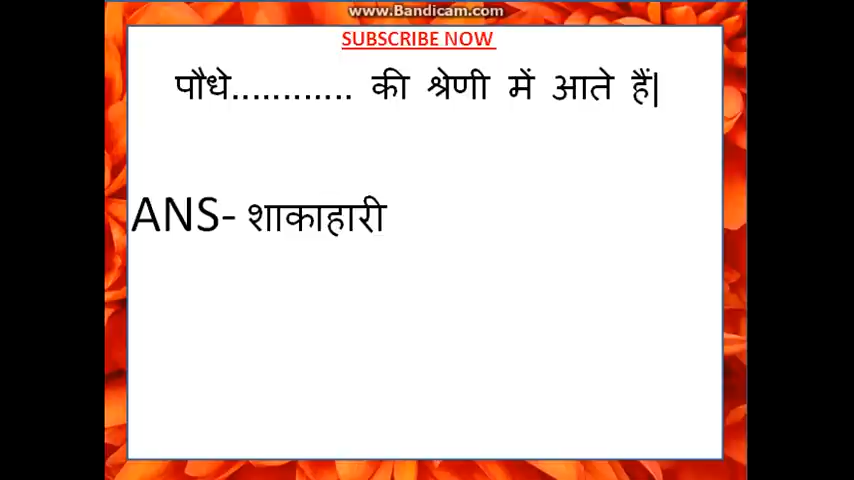 www.Bandicam.com
SUBSCRIBE NOW
पौधे............ की श्रेणी में आते हैं|
ANS- शाकाहारी